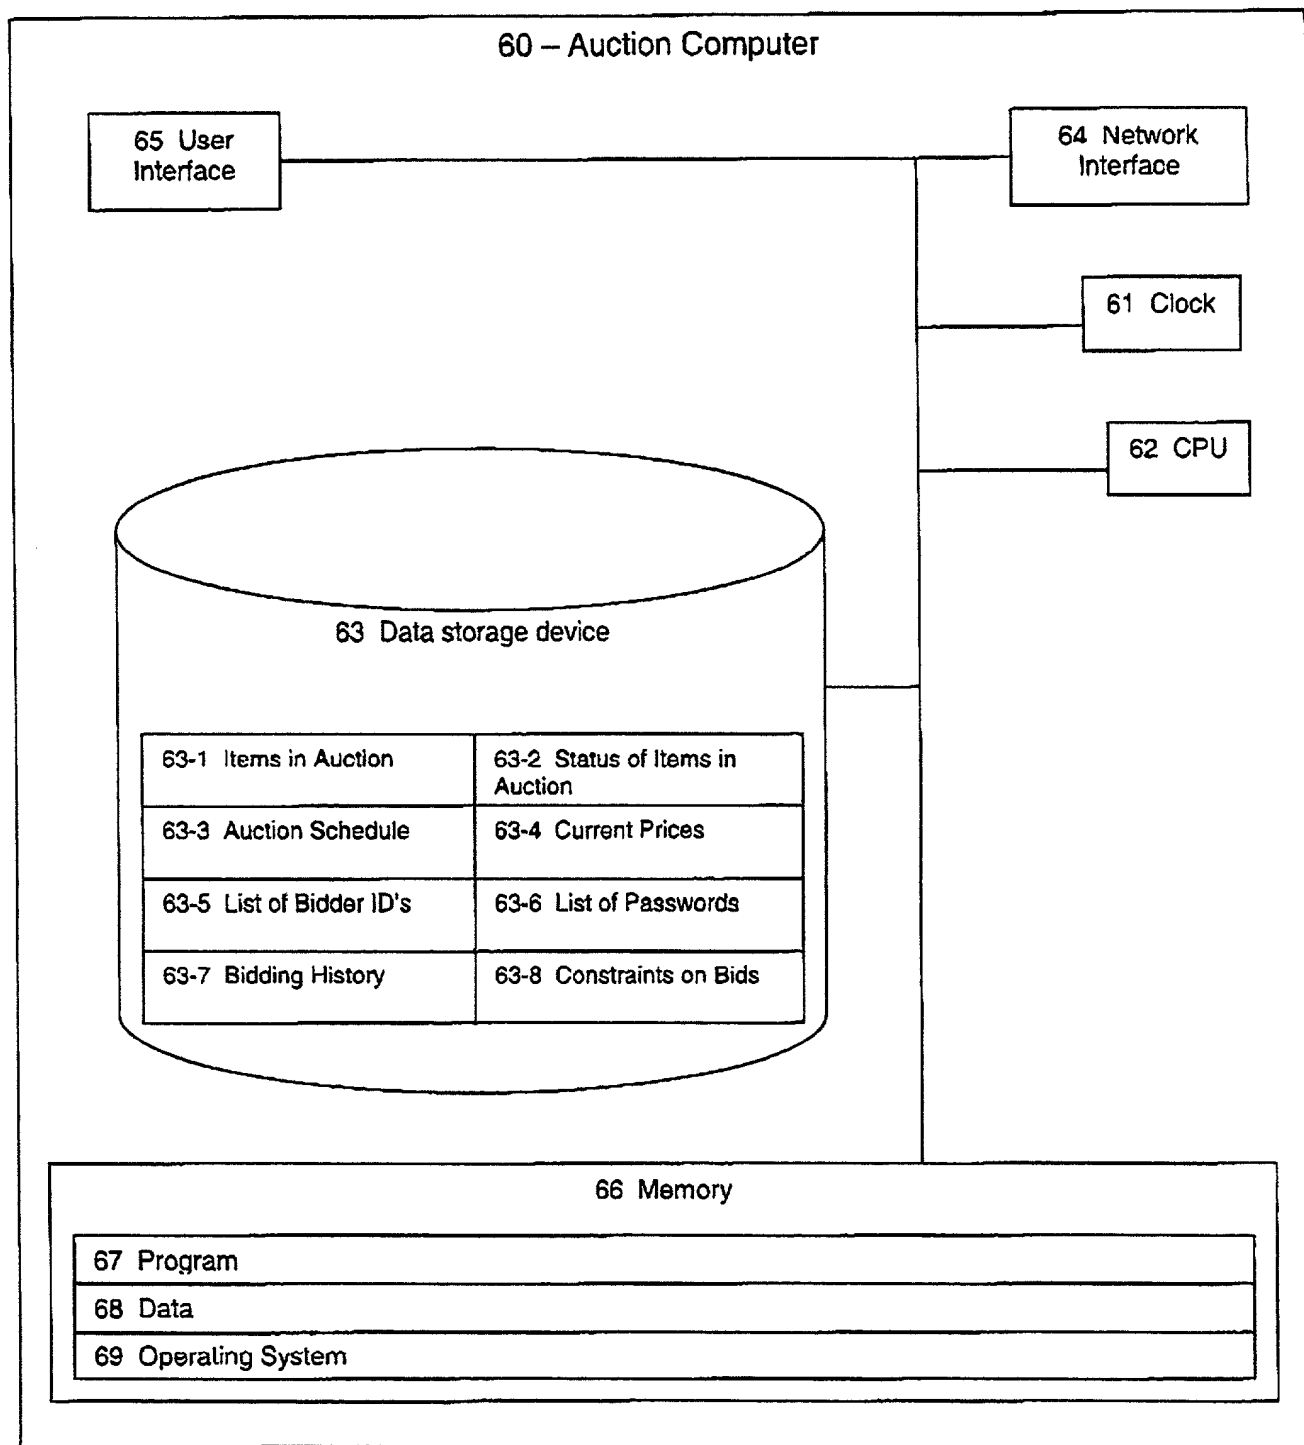 60 – Auction Computer
65 User
Interface
64 Network
Interface
61 Clock
62 CPU
63 Data storage device
63-1 Items in Auction
63-2 Status of Items in
Auction
63-3 Auction Schedule
63-4 Current Prices
63-5 List of Bidder ID's
63-6 List of Passwords
63-7 Bidding History
63-8 Constraints on Bids
66 Memory
67 Program
68 Data
69 Operating System